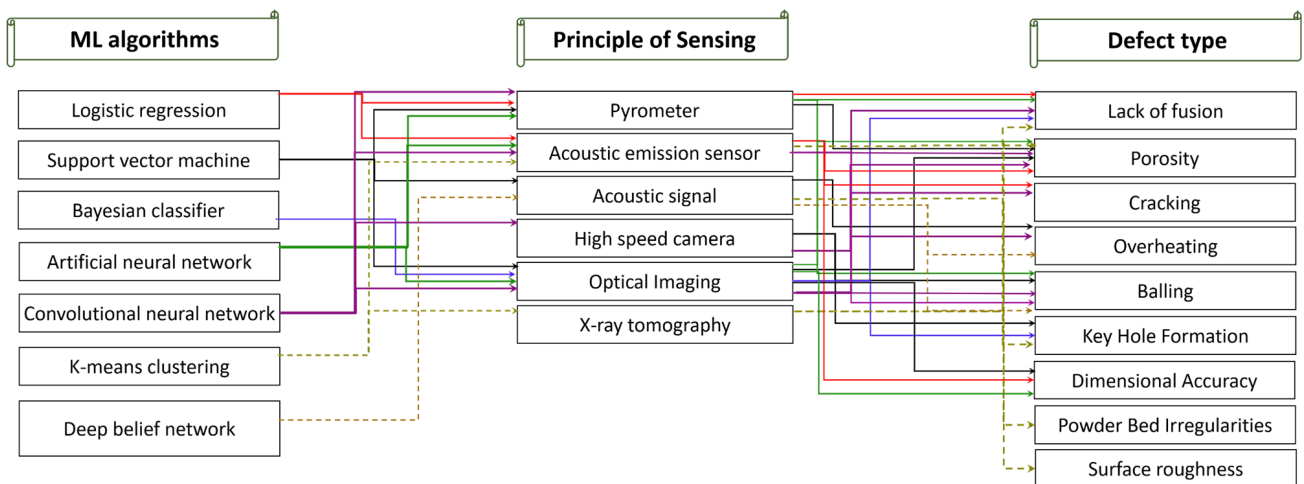 ML algorithms
Principle of Sensing
Defect type
Logistic regression
Support vector machine
Bayesian classifier
Artificial neural network
Convolutional neural network
K-means clustering
Deep belief network
Pyrometer
Acoustic emission sensor
Acoustic signal
High speed camera
Optical Imaging
X-ray tomography
Lack of fusion
Porosity
Cracking
Overheating
Balling
Key Hole Formation
Dimensional Accuracy
Powder Bed Irregularities
Surface roughness